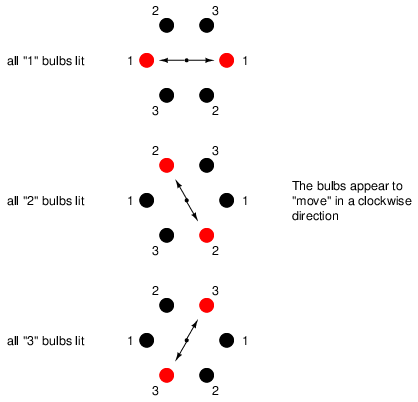 2 3
all "1" bulbs lit 1 1
3 2
2 3
all "2" bulbs lit 1 1
3 2
The bulbs appear to
"move" in a clockwise
direction
2 3
all "3" bulbs lit 1 1
3 2